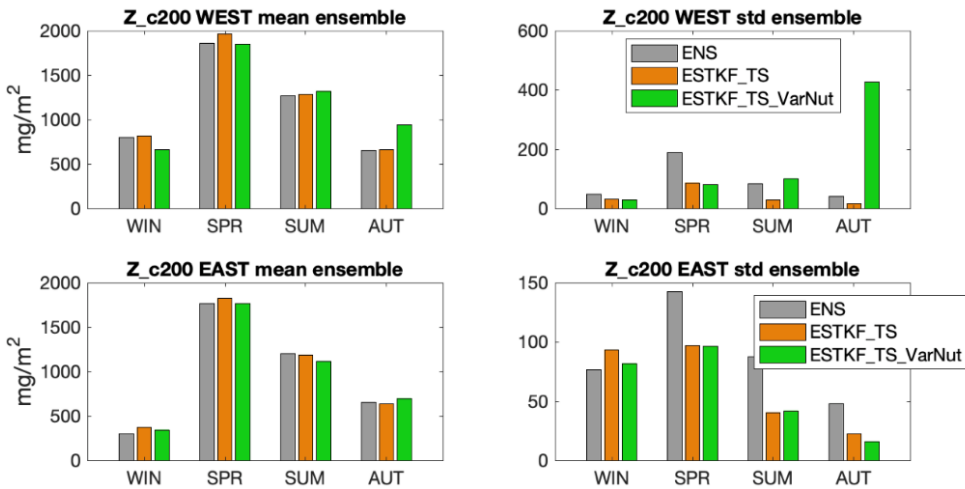 Z_c200 WEST mean ensemble
mg/m²
2000
1500
1000
500
0
WIN SPR SUM AUT
Z_c200 WEST std ensemble
600
400
200
0
ENS
ESTKF_TS
ESTKF_TS_VarNut
WIN SPR SUM AUT
Z_c200 EAST mean ensemble
mg/m²
2000
1500
1000
500
0
WIN SPR SUM AUT
Z_c200 EAST std ensemble
150
100
50
0
ENS
ESTKF_TS
ESTKF_TS_VarNut
WIN SPR SUM AUT